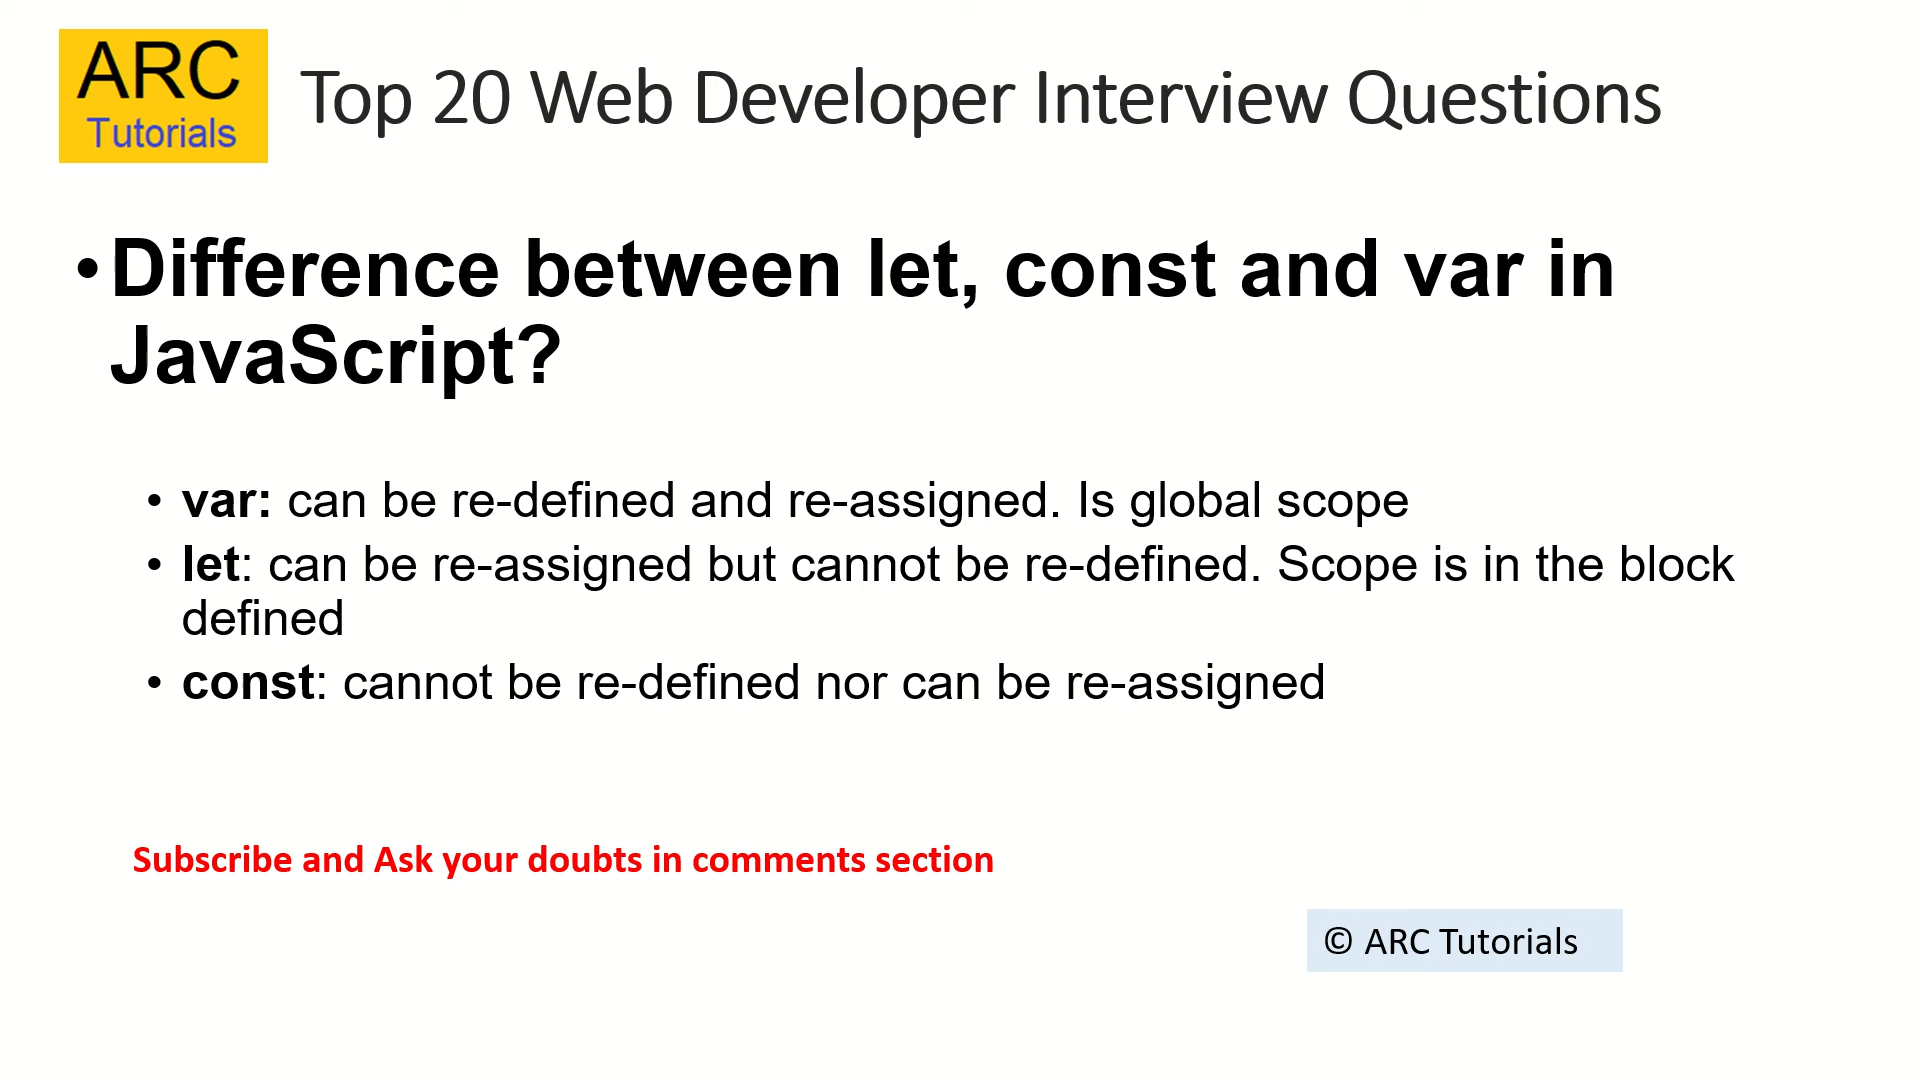 ARC
Tutorials
Top 20 Web Developer Interview Questions
• Difference between let, const and var in
JavaScript?
• var: can be re-defined and re-assigned. Is global scope
• let: can be re-assigned but cannot be re-defined. Scope is in the block
defined
• const: cannot be re-defined nor can be re-assigned
Subscribe and Ask your doubts in comments section
© ARC Tutorials